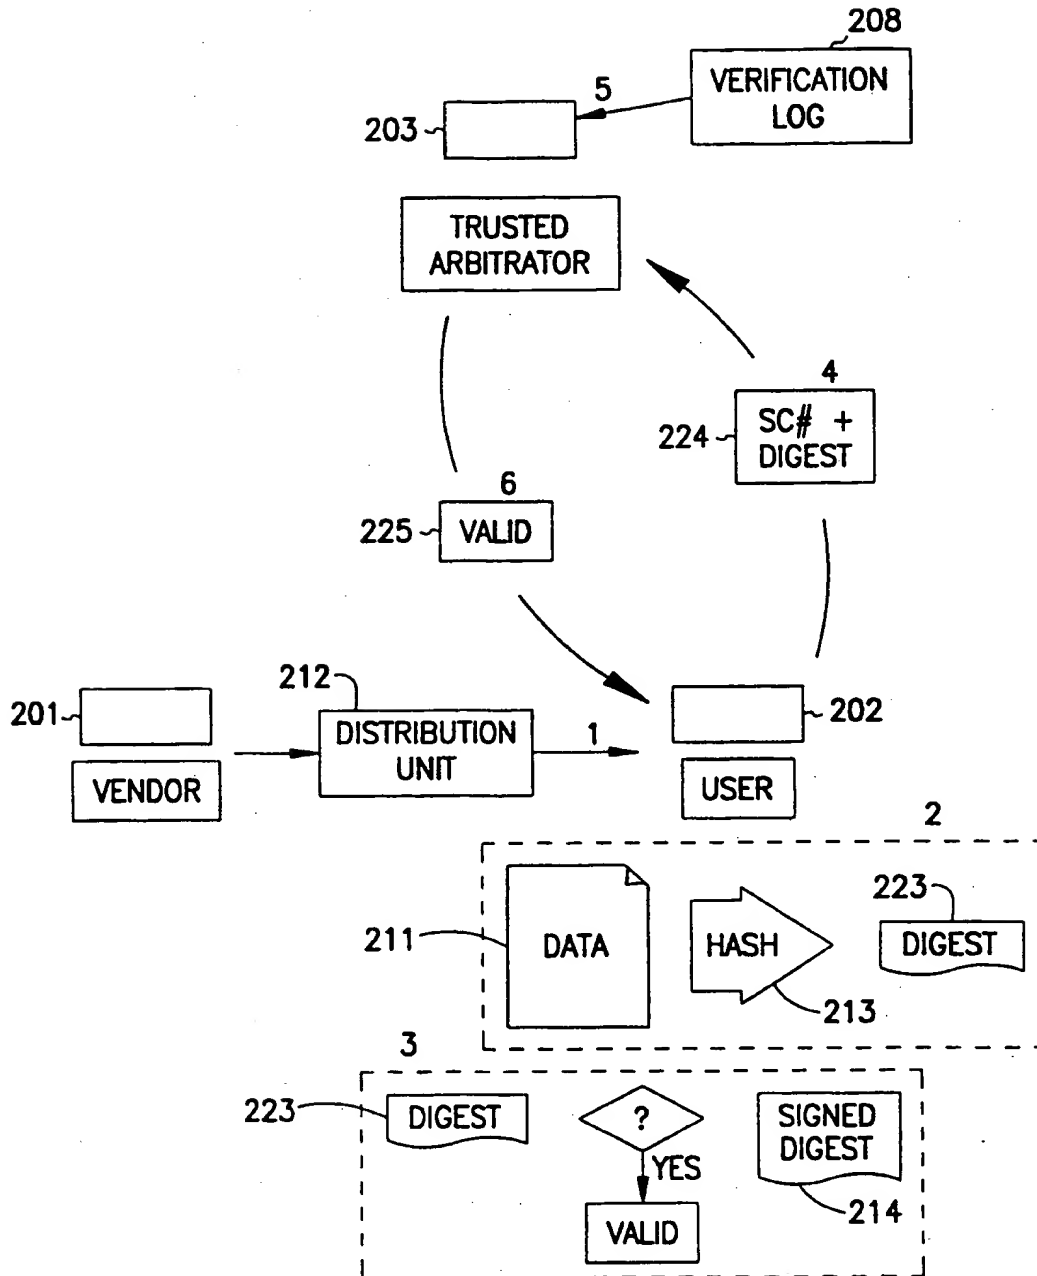 208
VERIFICATION
LOG
5
203
TRUSTED
ARBITRATOR
4
SC# +
DIGEST
224
6
VALID
225
212
201
DISTRIBUTION
UNIT
1
202
VENDOR
USER
2
223
211
DATA
HASH
DIGEST
213
3
223
DIGEST
?
SIGNED
DIGEST
YES
214
VALID